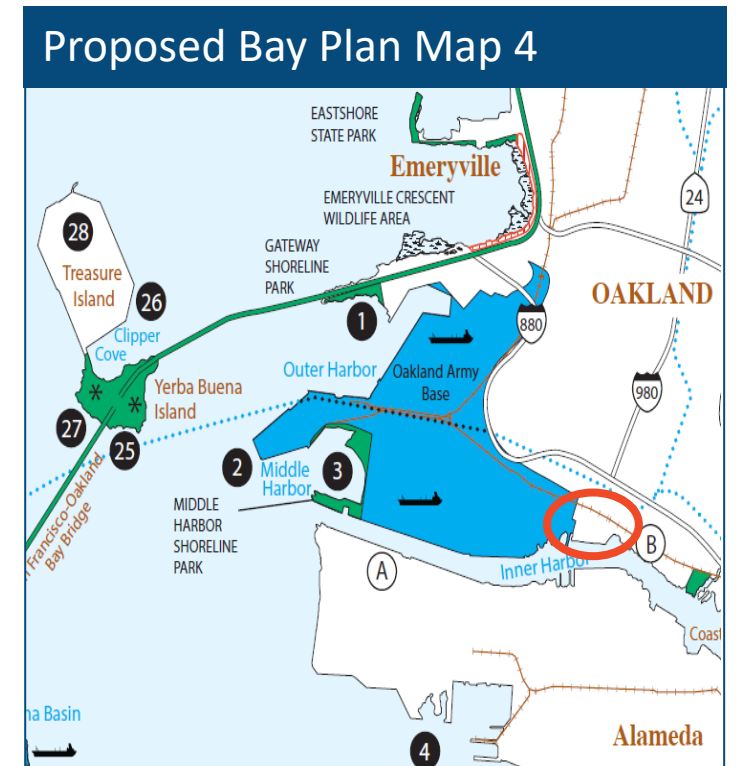 Proposed Bay Plan Map 4
EASTSHORE
STATE PARK
Emeryville
EMERYVILLE CRESCENT
WILDLIFE AREA
24
28
Treasure
Island
GATEWAY
SHORELINE
PARK
26
OAKLAND
1
880
Clipper
Cove
Outer Harbor
Oakland Army
Base
980
Yerba Buena
Island
27
25
2
Middle
Harbor
3
n Francisco-Oakland
Bay Bridge
MIDDLE
HARBOR
SHORELINE
PARK
B
A
Inner Harbor
Coast
na Basin
Alameda
4